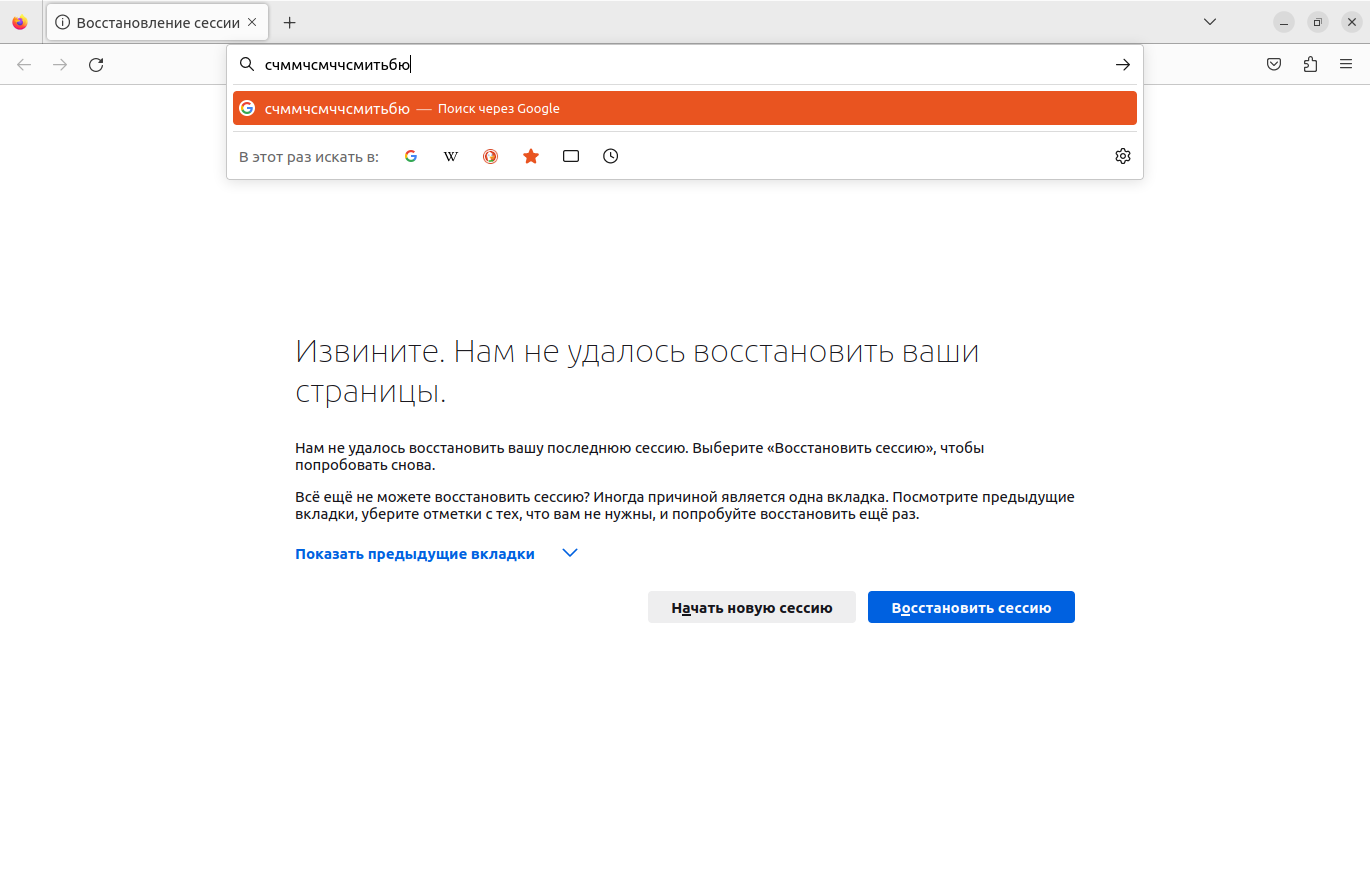 Восстановление сессии
счммчсмччсмитьбю
счммчсмччсмитьбю — Поиск через Google
В этот раз искать в: W
Извините. Нам не удалось восстановить ваши
страницы.
Нам не удалось восстановить вашу последнюю сессию. Выберите «Восстановить сессию», чтобы
попробовать снова.
Всё ещё не можете восстановить сессию? Иногда причиной является одна вкладка. Посмотрите предыдущие
вкладки, уберите отметки с тех, что вам не нужны, и попробуйте восстановить ещё раз.
Показать предыдущие вкладки
Начать новую сессию Восстановить сессию